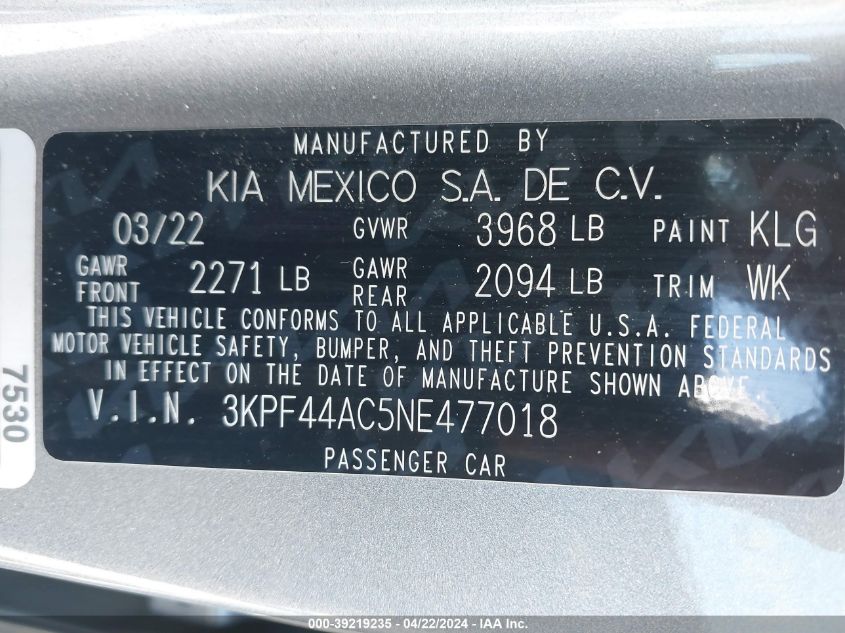 MANUFACTURED BY
KIA MEXICO S.A. DE C.V.
03/22 GVWR 3968 LB PAINT KLG
GAWR FRONT 2271 LB GAWR REAR 2094 LB TRIM WK
THIS VEHICLE CONFORMS TO ALL APPLICABLE U.S.A. FEDERAL
MOTOR VEHICLE SAFETY, BUMPER, AND THEFT PREVENTION STANDARDS
IN EFFECT ON THE DATE OF MANUFACTURE SHOWN ABOVE.
V.I.N. 3KPF44AC5NE477018
PASSENGER CAR
7530
000-39219235 - 04/22/2024 - IAA Inc.